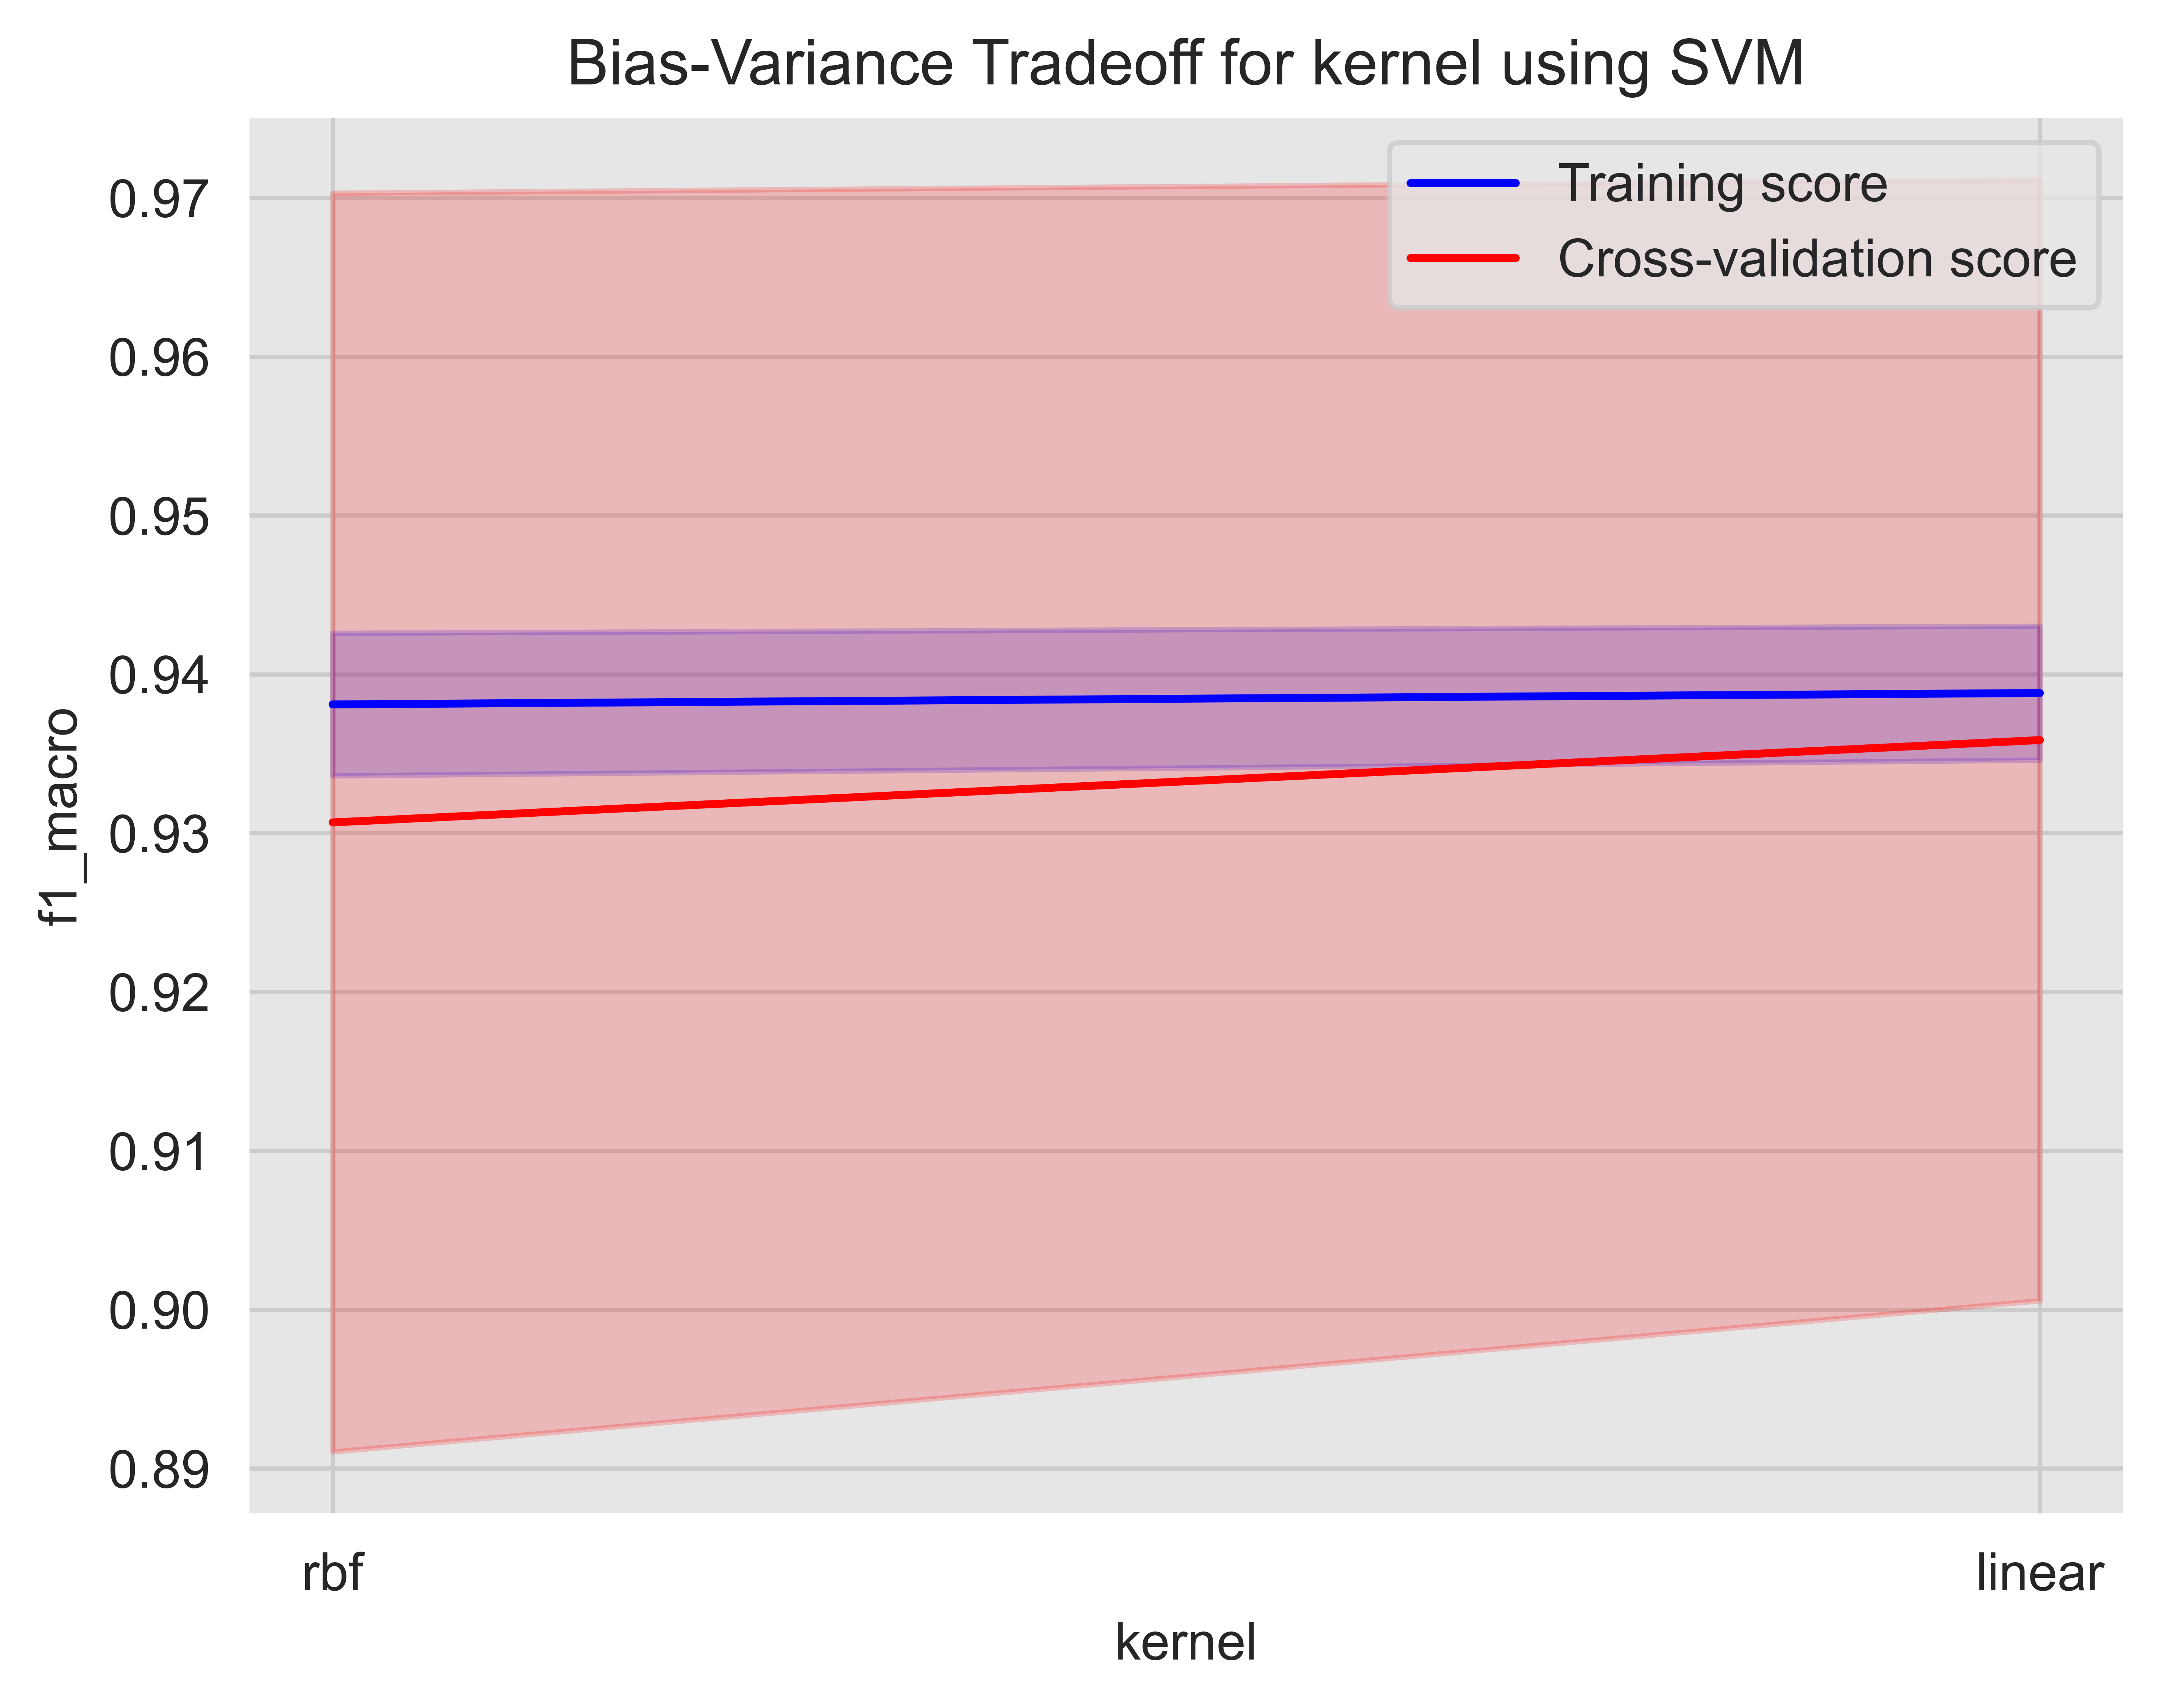 Bias-Variance Tradeoff for kernel using SVM
Training score
Cross-validation score
0.97
0.96
0.95
0.94
0.93
0.92
0.91
0.90
0.89
f1_macro
rbf
linear
kernel